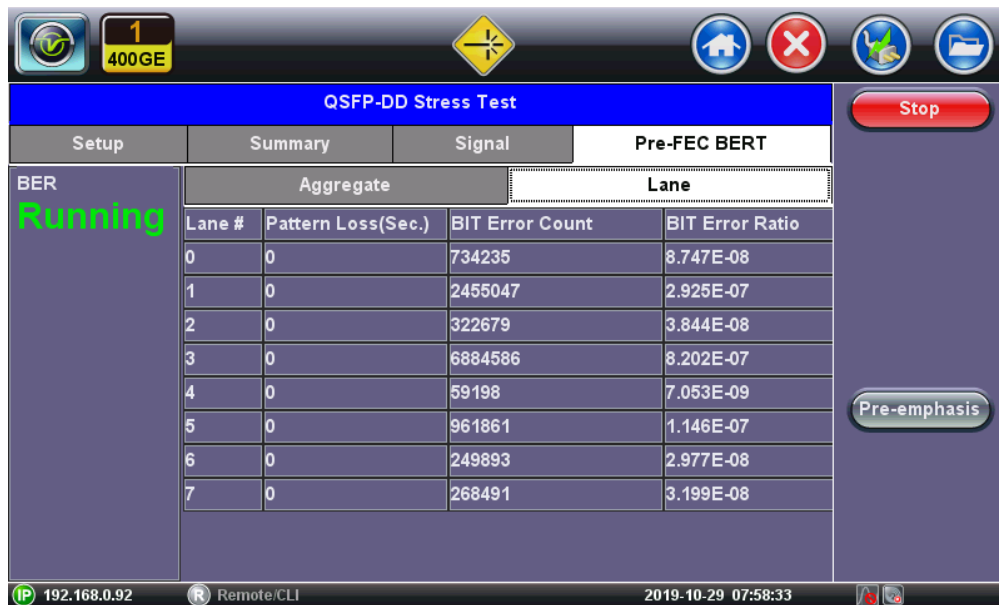 1
400GE
QSFP-DD Stress Test
Stop
Setup Summary Signal Pre-FEC BERT
BER
Running
Aggregate Lane
Lane # Pattern Loss(Sec.) BIT Error Count BIT Error Ratio
0 0 734235 8.747E-08
1 0 2455047 2.925E-07
2 0 322679 3.844E-08
3 0 6884586 8.202E-07
4 0 59198 7.053E-09
5 0 961861 1.146E-07
6 0 249893 2.977E-08
7 0 268491 3.199E-08
Pre-emphasis
IP 192.168.0.92 R Remote/CLI 2019-10-29 07:58:33